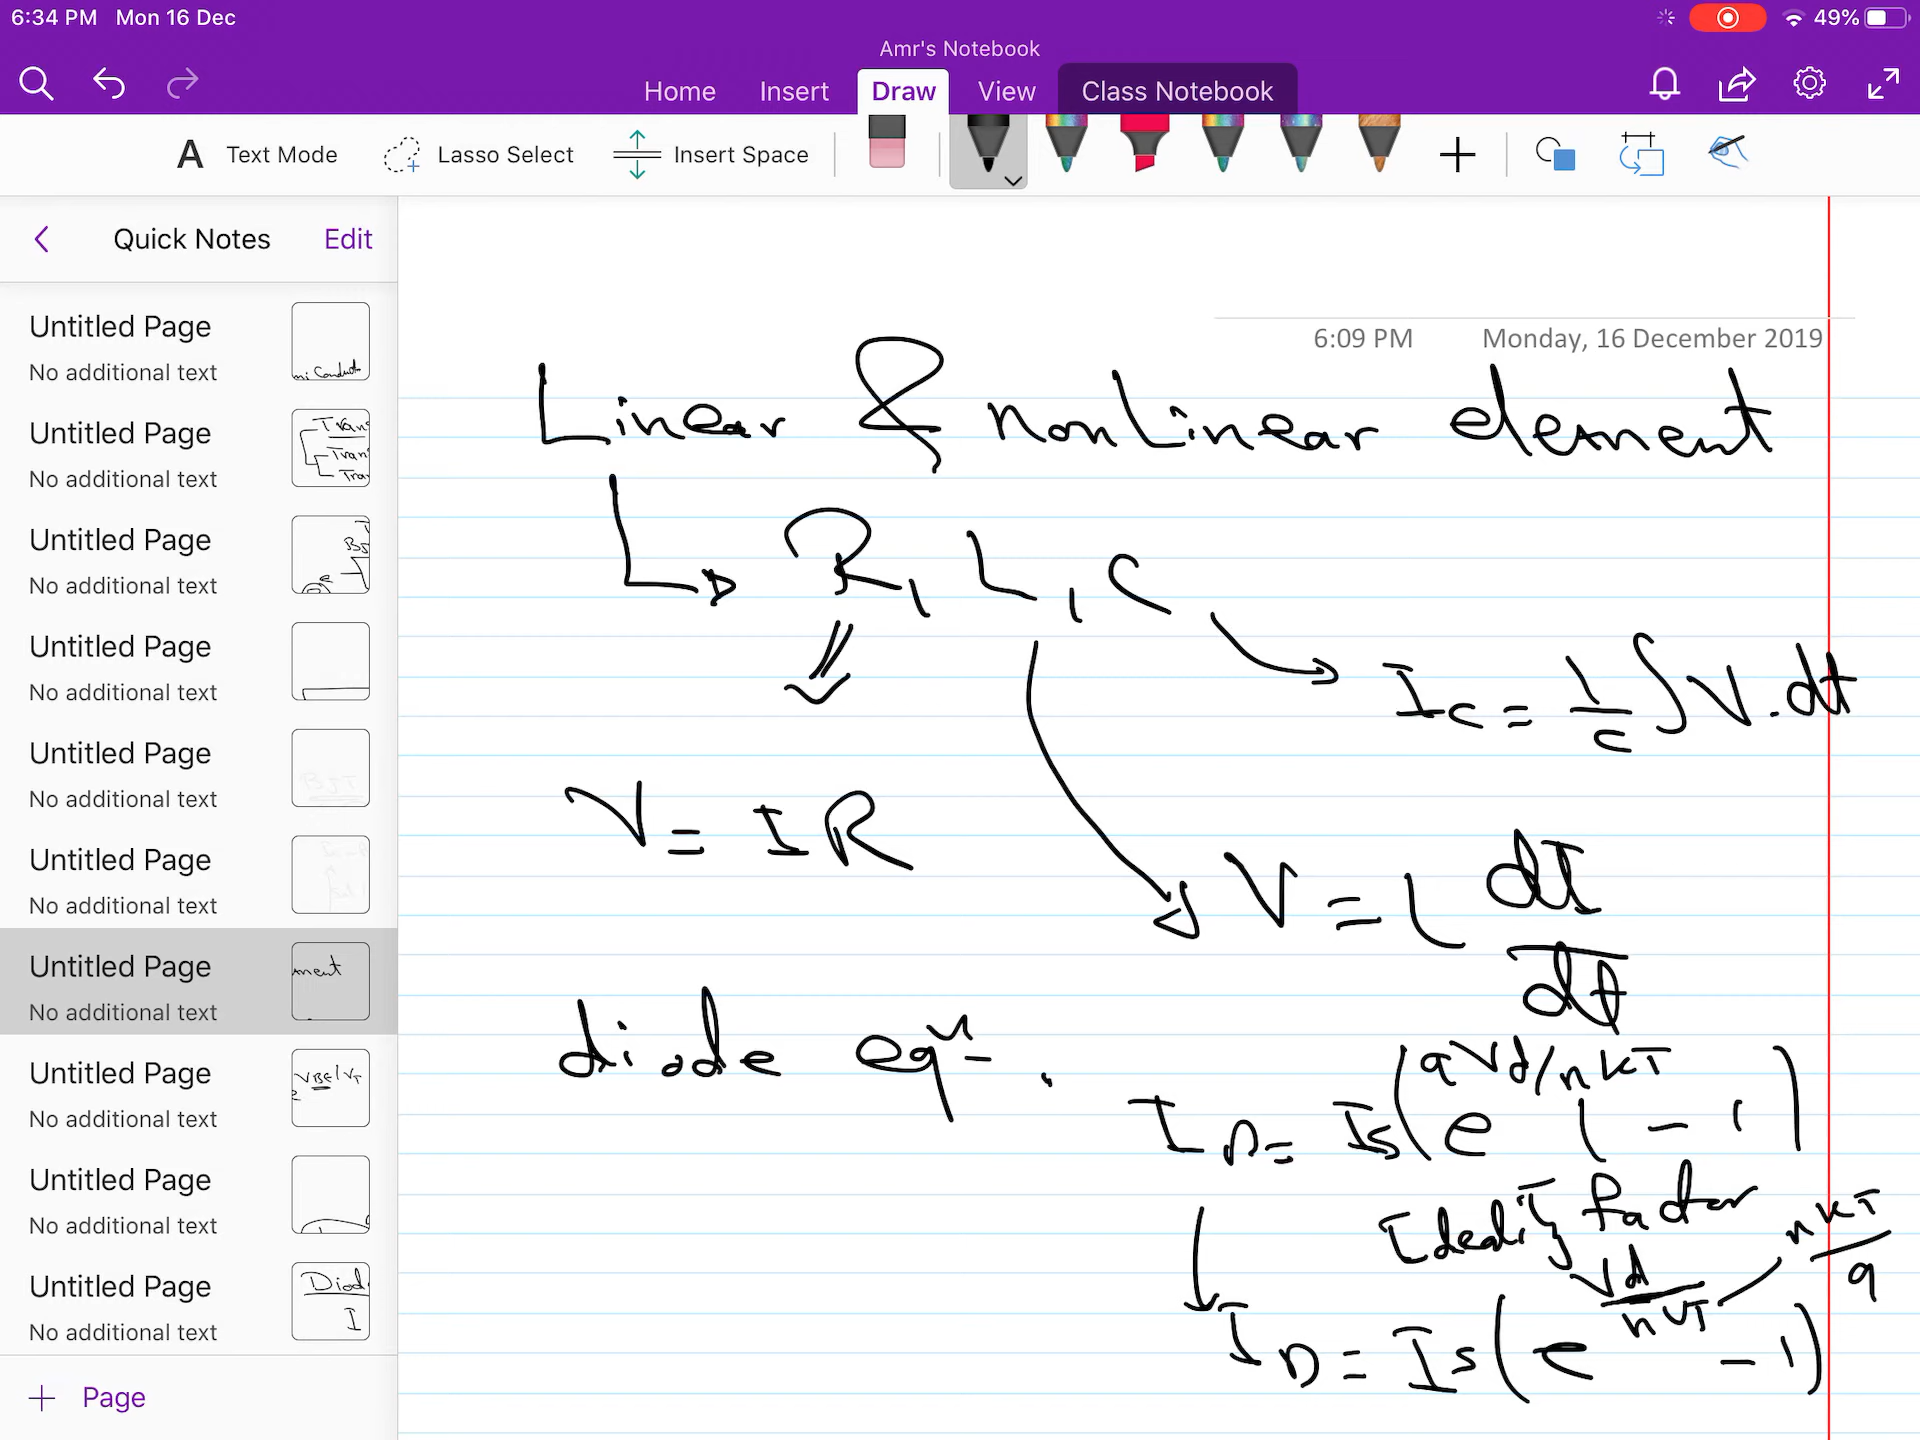 6:34 PM Mon 16 Dec
49%
Amr's Notebook
Home Insert Draw View Class Notebook
A Text Mode Lasso Select Insert Space
Quick Notes Edit
Untitled Page
No additional text
Untitled Page
No additional text
Untitled Page
No additional text
Untitled Page
No additional text
Untitled Page
No additional text
Untitled Page
No additional text
Untitled Page
No additional text
Untitled Page
No additional text
Untitled Page
No additional text
Untitled Page
No additional text
+ Page
6:09 PM Monday, 16 December 2019
Linear & nonLinear element
R, L, C
Ic = 1/c ∫ V. dt
V = IR
V = L dI/dt
diode eqn.
ID = Is (e qVd/nKT - 1)
Ideality factor
nKT/q
ID = Is (e Vd/nVT - 1)